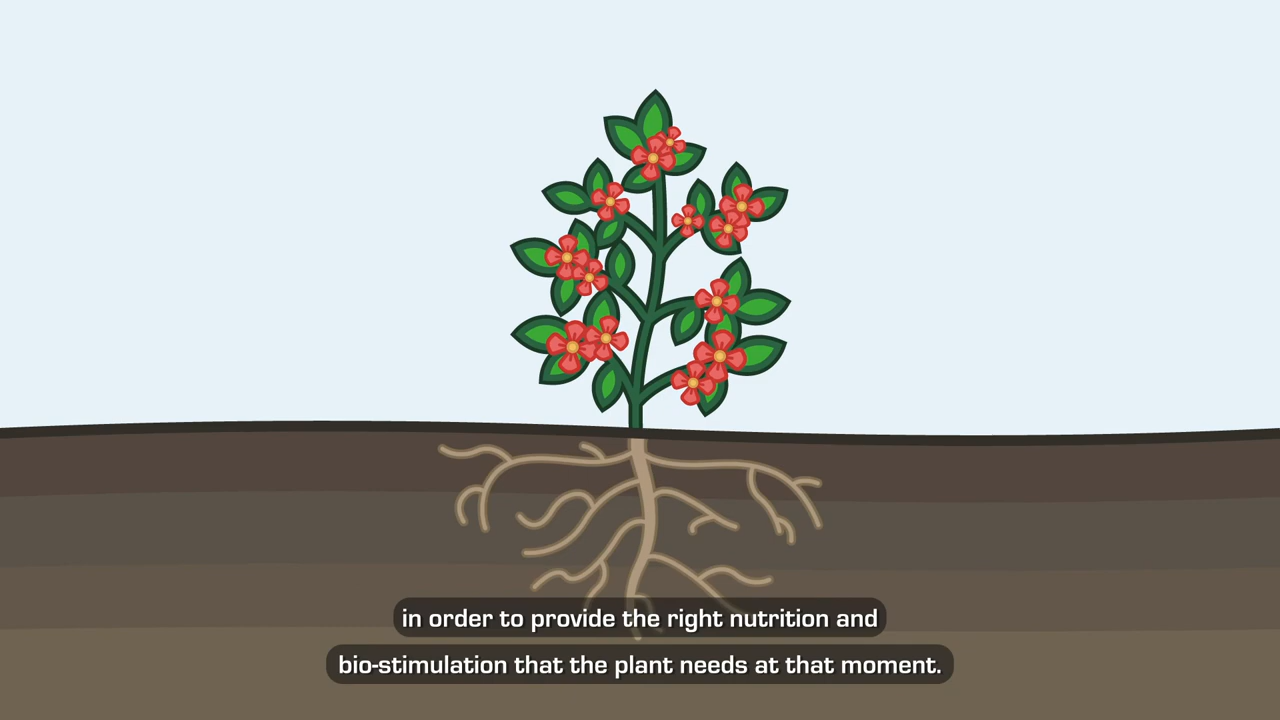 in order to provide the right nutrition and
bio-stimulation that the plant needs at that moment.